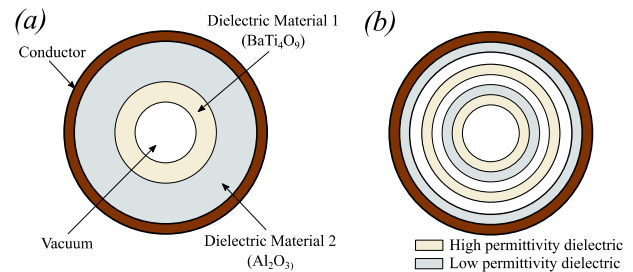 (a)
Dielectric Material 1
(BaTi4O9)
(b)
Conductor
Vacuum
Dielectric Material 2
(Al2O3)
High permittivity dielectric
Low permittivity dielectric